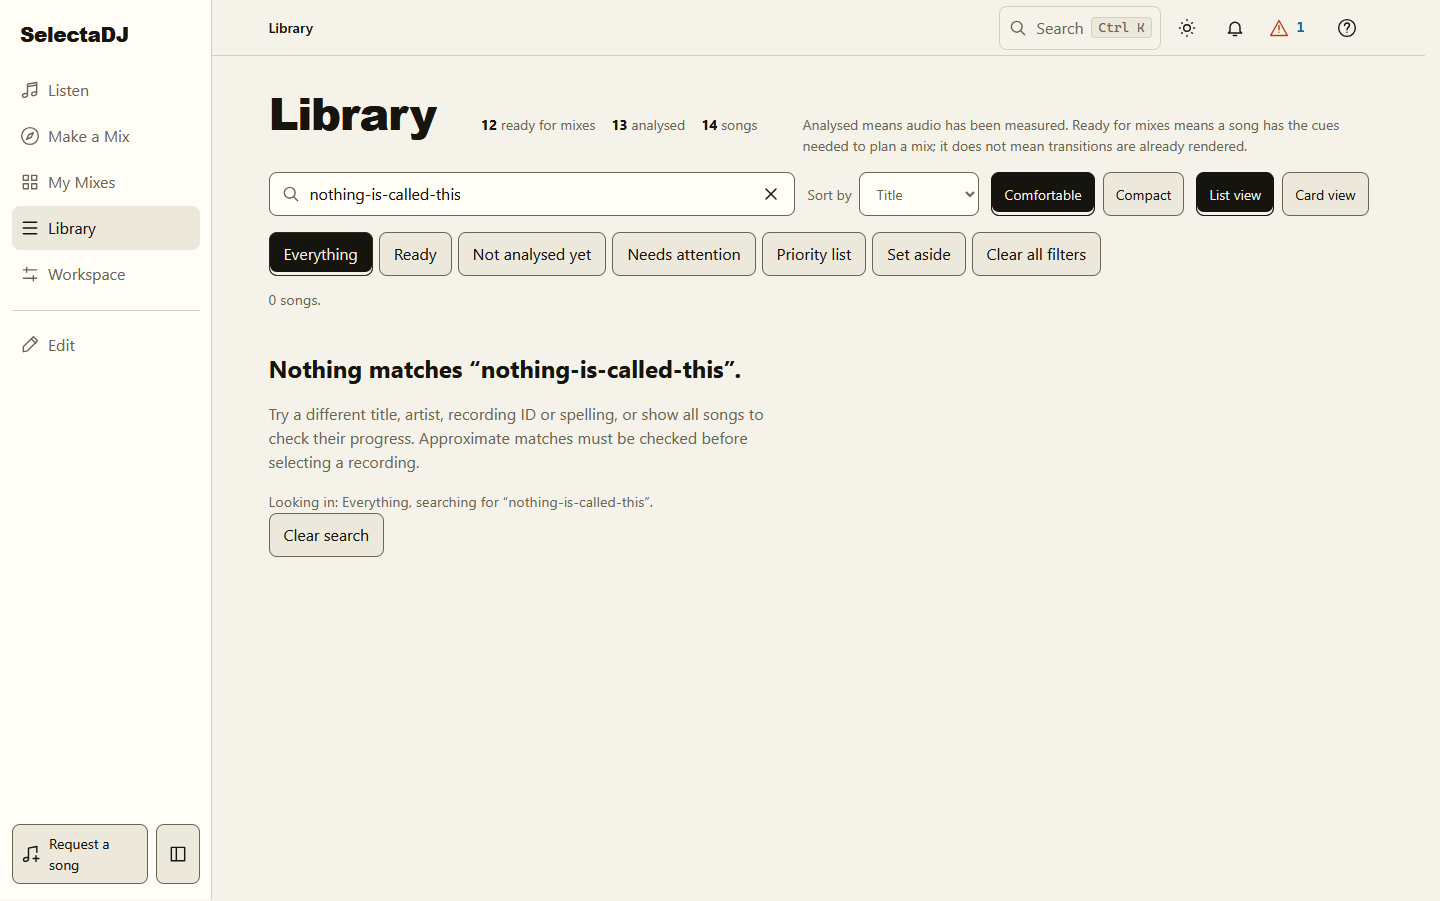 SelectaDJ
Listen
Make a Mix
My Mixes
Library
Workspace
Edit
Request a
song
Library
Search Ctrl K
1
Library
12 ready for mixes 13 analysed 14 songs
Analysed means audio has been measured. Ready for mixes means a song has the cues
needed to plan a mix; it does not mean transitions are already rendered.
nothing-is-called-this
Sort by Title Comfortable Compact List view Card view
Everything Ready Not analysed yet Needs attention Priority list Set aside Clear all filters
0 songs.
Nothing matches “nothing-is-called-this”.
Try a different title, artist, recording ID or spelling, or show all songs to
check their progress. Approximate matches must be checked before
selecting a recording.
Looking in: Everything, searching for “nothing-is-called-this”.
Clear search